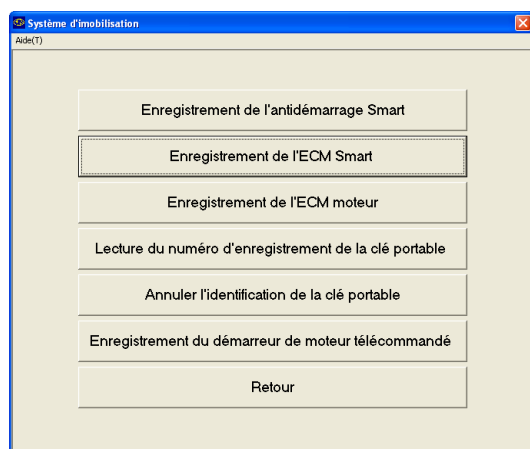 Système d'imobilisation
Aide(T)
Enregistrement de l'antidémarrage Smart
Enregistrement de l'ECM Smart
Enregistrement de l'ECM moteur
Lecture du numéro d'enregistrement de la clé portable
Annuler l'identification de la clé portable
Enregistrement du démarreur de moteur télécommandé
Retour